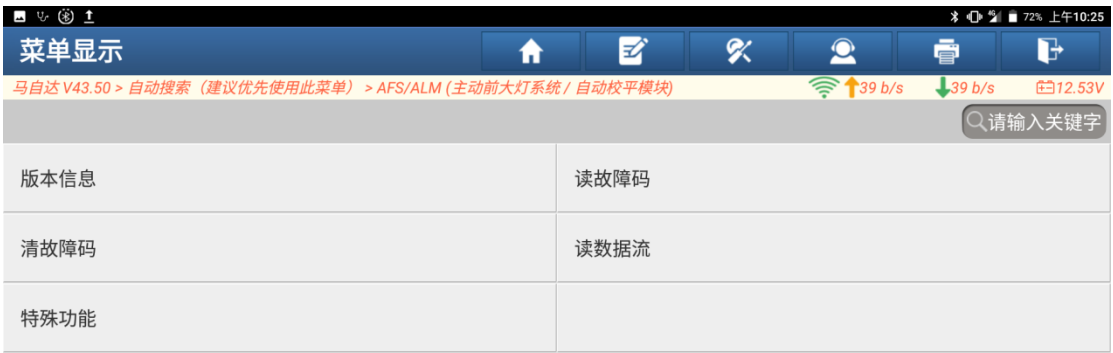 4G 72% 上午10:25
菜单显示
马自达 V43.50 > 自动搜索（建议优先使用此菜单） > AFS/ALM (主动前大灯系统 / 自动校平模块) 39 b/s 39 b/s 12.53V
请输入关键字
版本信息 读故障码
清故障码 读数据流
特殊功能